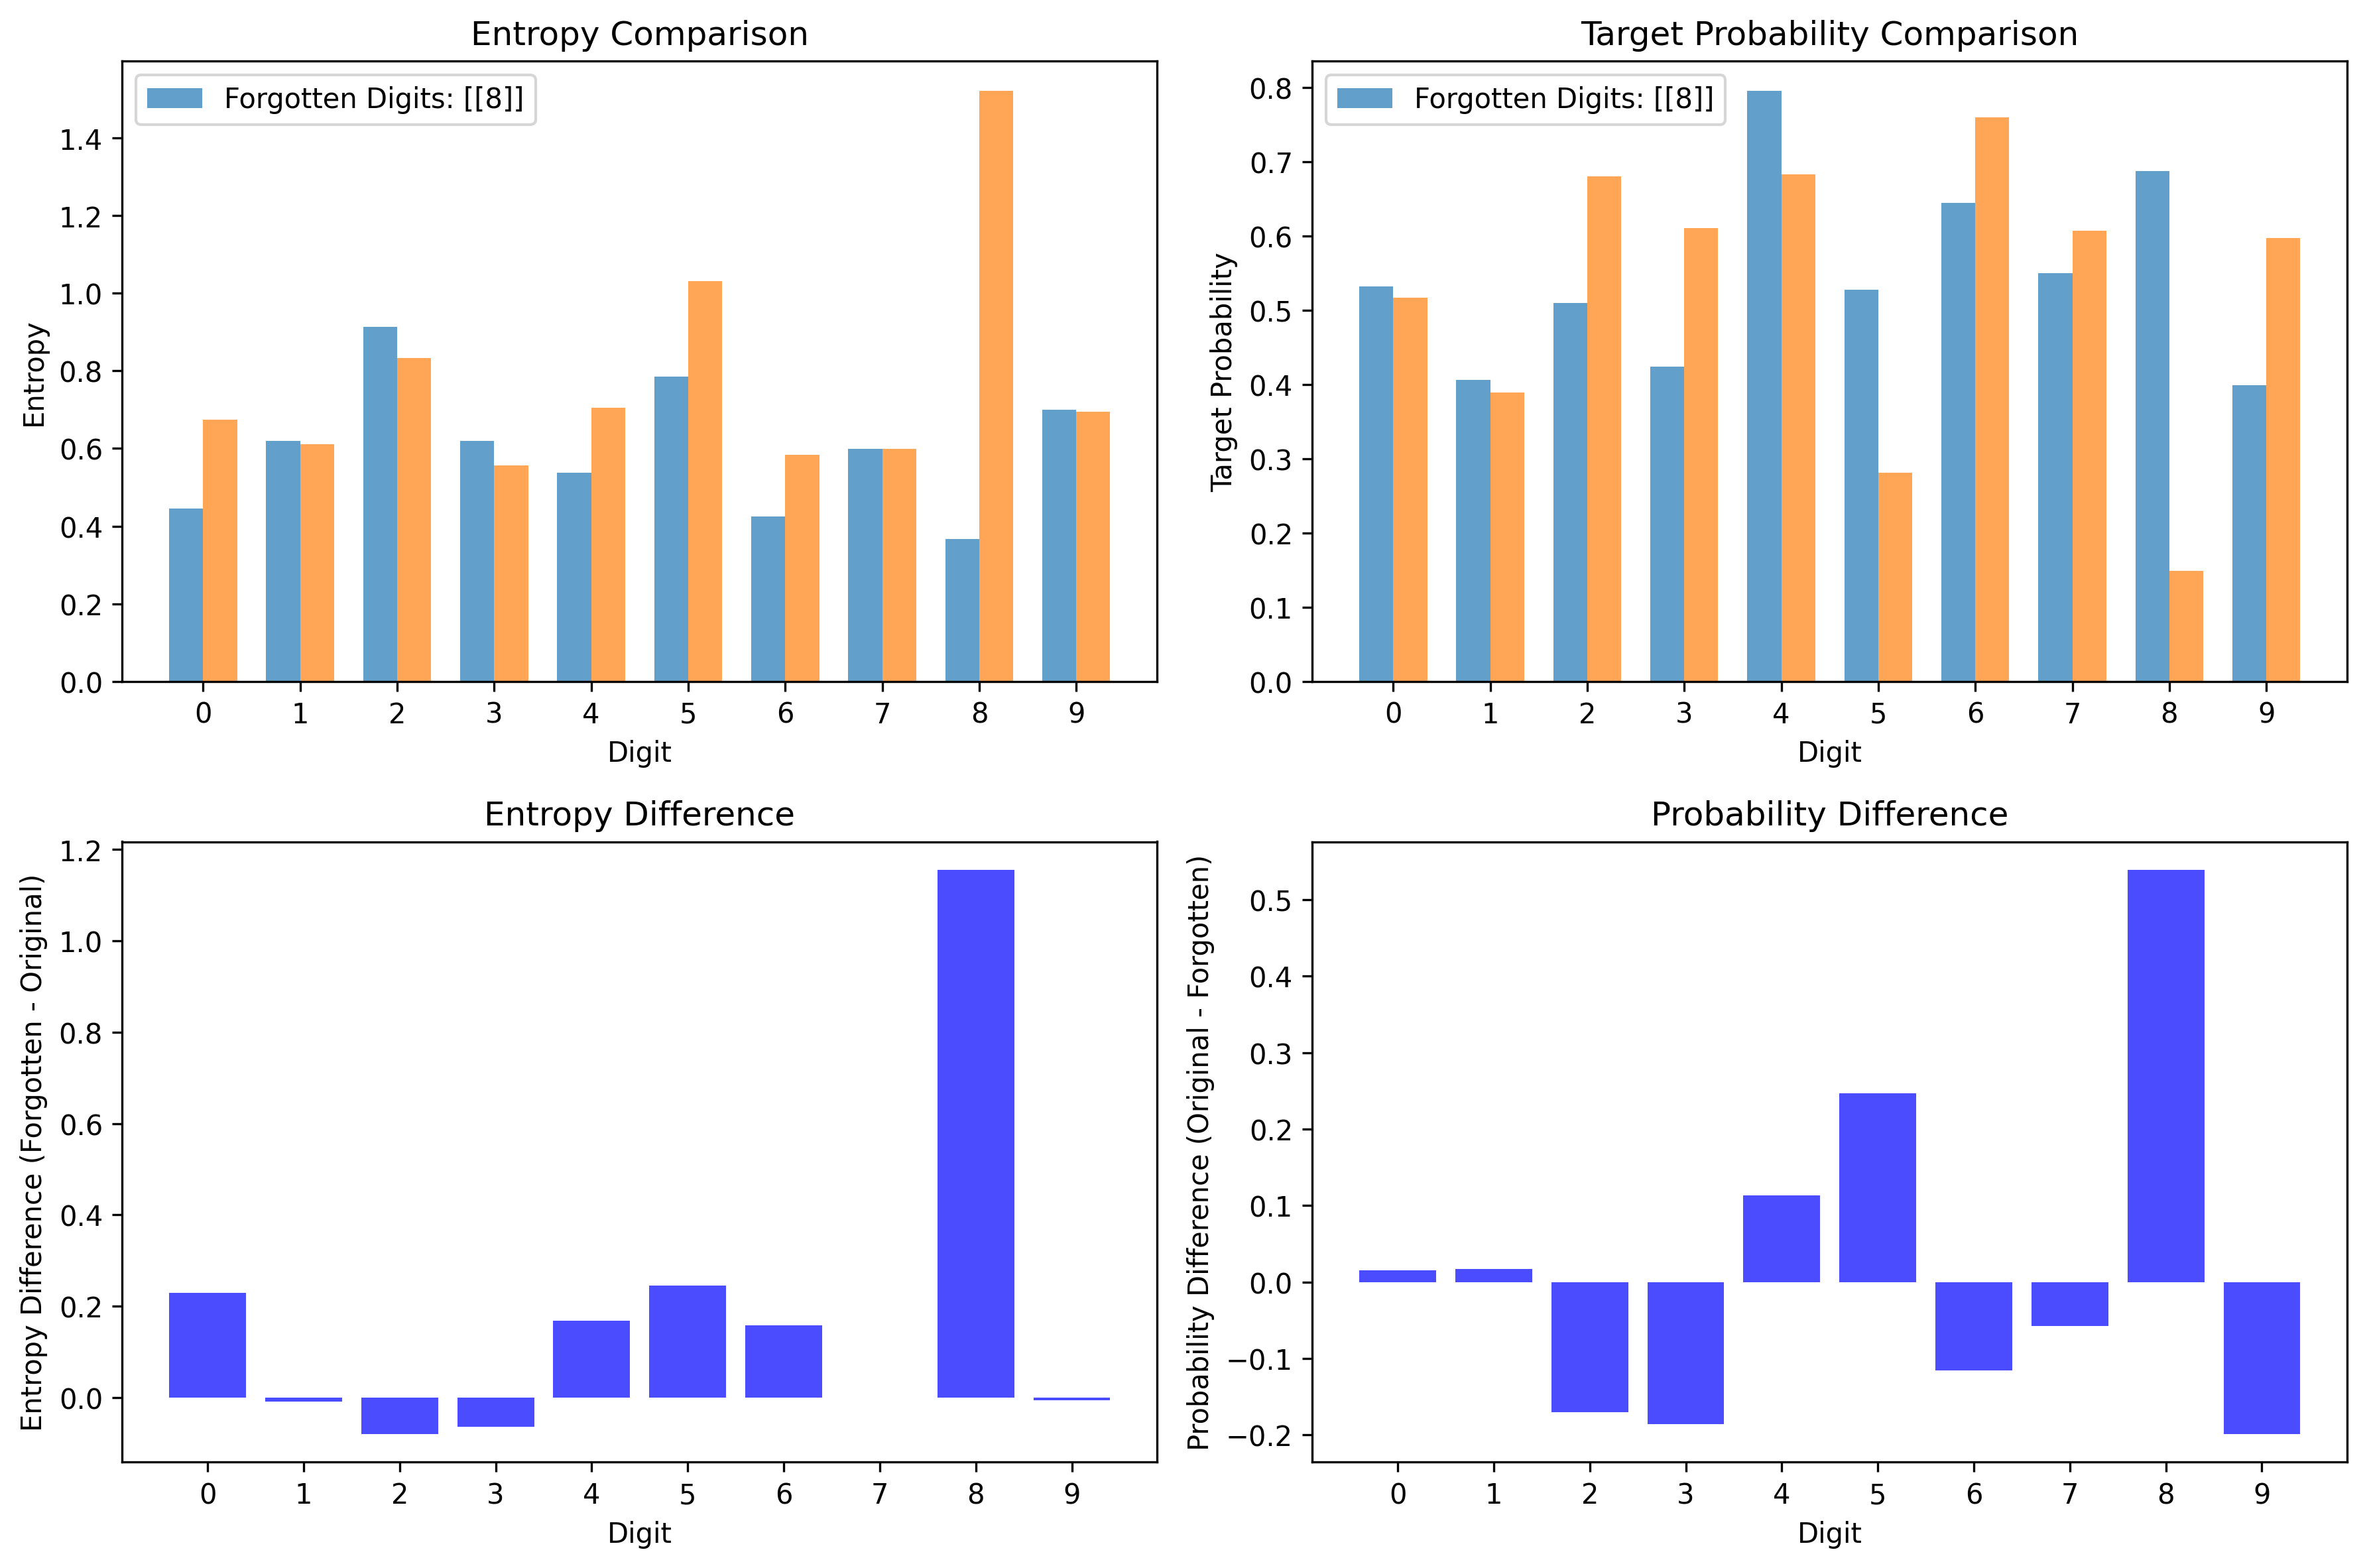 Entropy Comparison
Forgotten Digits: [[8]]
Entropy
1.4
1.2
1.0
0.8
0.6
0.4
0.2
0.0
0 1 2 3 4 5 6 7 8 9
Digit
Target Probability Comparison
Forgotten Digits: [[8]]
Target Probability
0.8
0.7
0.6
0.5
0.4
0.3
0.2
0.1
0.0
0 1 2 3 4 5 6 7 8 9
Digit
Entropy Difference
Entropy Difference (Forgotten - Original)
1.2
1.0
0.8
0.6
0.4
0.2
0.0
0 1 2 3 4 5 6 7 8 9
Digit
Probability Difference
Probability Difference (Original - Forgotten)
0.5
0.4
0.3
0.2
0.1
0.0
−0.1
−0.2
0 1 2 3 4 5 6 7 8 9
Digit